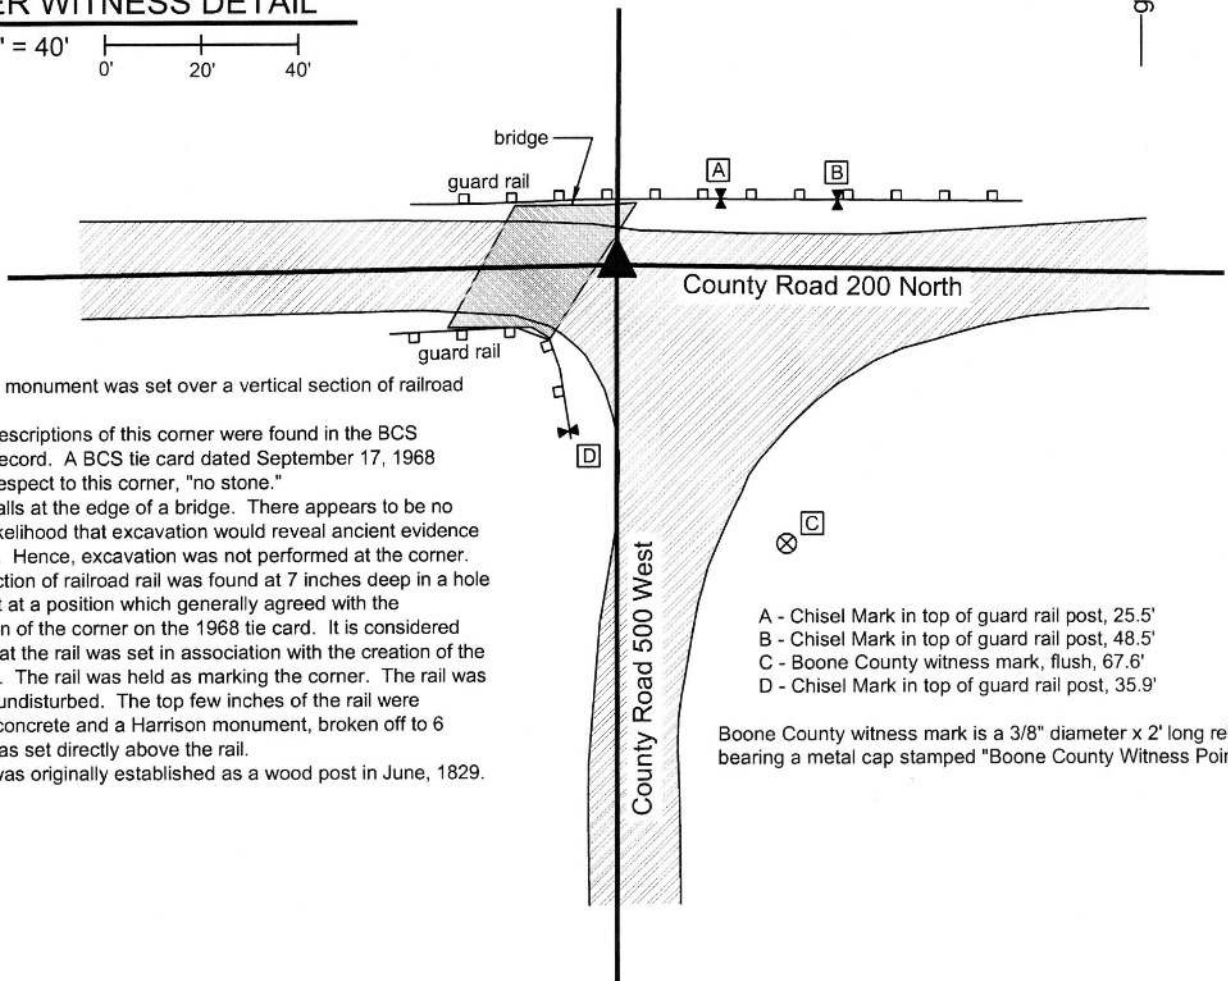 ER WITNESS DETAIL
' = 40'
0' 20' 40'
g
bridge
guard rail
A
B
County Road 200 North
guard rail
D
C
County Road 500 West
monument was set over a vertical section of railroad
escriptions of this corner were found in the BCS
ecord. A BCS tie card dated September 17, 1968
espect to this corner, "no stone."
alls at the edge of a bridge. There appears to be no
kelihood that excavation would reveal ancient evidence
. Hence, excavation was not performed at the corner.
ction of railroad rail was found at 7 inches deep in a hole
t at a position which generally agreed with the
n of the corner on the 1968 tie card. It is considered
at the rail was set in association with the creation of the
. The rail was held as marking the corner. The rail was
undisturbed. The top few inches of the rail were
concrete and a Harrison monument, broken off to 6
as set directly above the rail.
was originally established as a wood post in June, 1829.
A - Chisel Mark in top of guard rail post, 25.5'
B - Chisel Mark in top of guard rail post, 48.5'
C - Boone County witness mark, flush, 67.6'
D - Chisel Mark in top of guard rail post, 35.9'
Boone County witness mark is a 3/8" diameter x 2' long re
bearing a metal cap stamped "Boone County Witness Poin